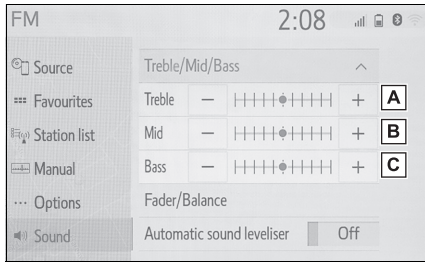 FM 2:08
Source
Favourites
Station list
Manual
Options
Sound
Treble/Mid/Bass
Treble − + A
Mid − + B
Bass − + C
Fader/Balance
Automatic sound leveliser Off